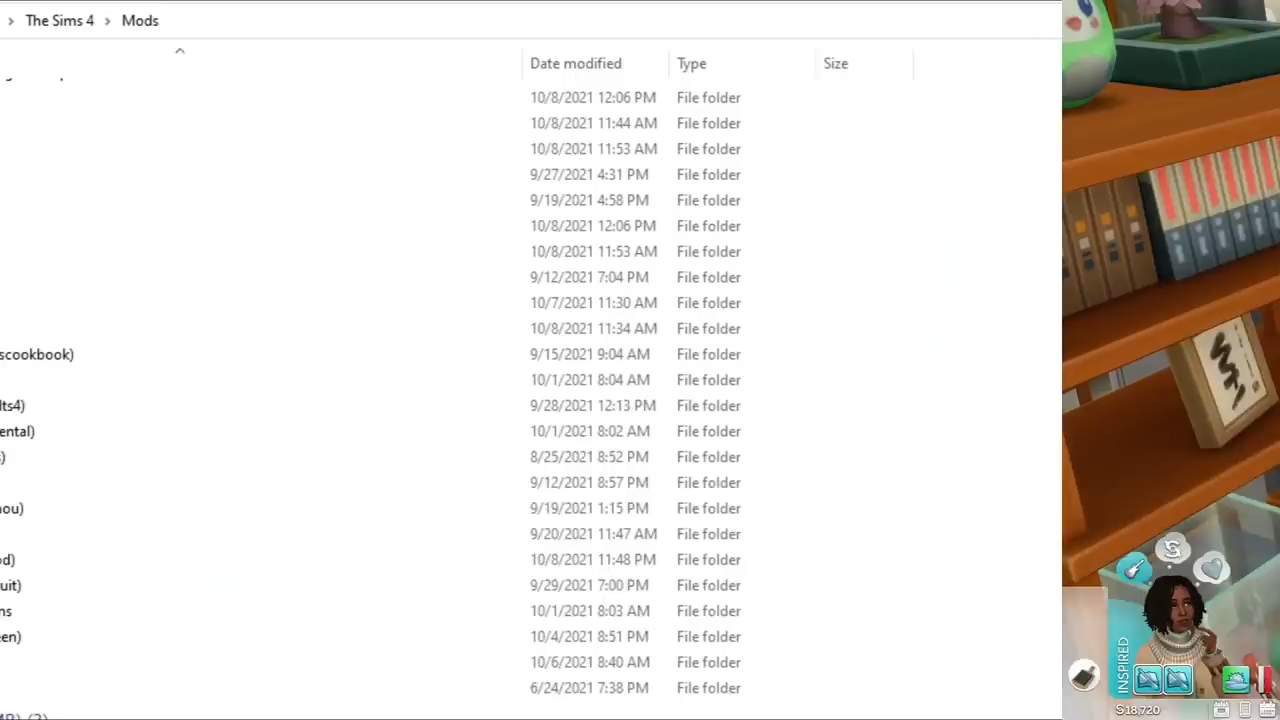 The Sims 4 > Mods
Date modified Type Size
10/8/2021 12:06 PM File folder
10/8/2021 11:44 AM File folder
10/8/2021 11:53 AM File folder
9/27/2021 4:31 PM File folder
9/19/2021 4:58 PM File folder
10/8/2021 12:06 PM File folder
10/8/2021 11:53 AM File folder
9/12/2021 7:04 PM File folder
10/7/2021 11:30 AM File folder
10/8/2021 11:34 AM File folder
scookbook) 9/15/2021 9:04 AM File folder
10/1/2021 8:04 AM File folder
lts4) 9/28/2021 12:13 PM File folder
ental) 10/1/2021 8:02 AM File folder
) 8/25/2021 8:52 PM File folder
9/12/2021 8:57 PM File folder
ou) 9/19/2021 1:15 PM File folder
9/20/2021 11:47 AM File folder
d) 10/8/2021 11:48 PM File folder
uit) 9/29/2021 7:00 PM File folder
ns 10/1/2021 8:03 AM File folder
een) 10/4/2021 8:51 PM File folder
10/6/2021 8:40 AM File folder
6/24/2021 7:38 PM File folder
INSPIRED
§18,720